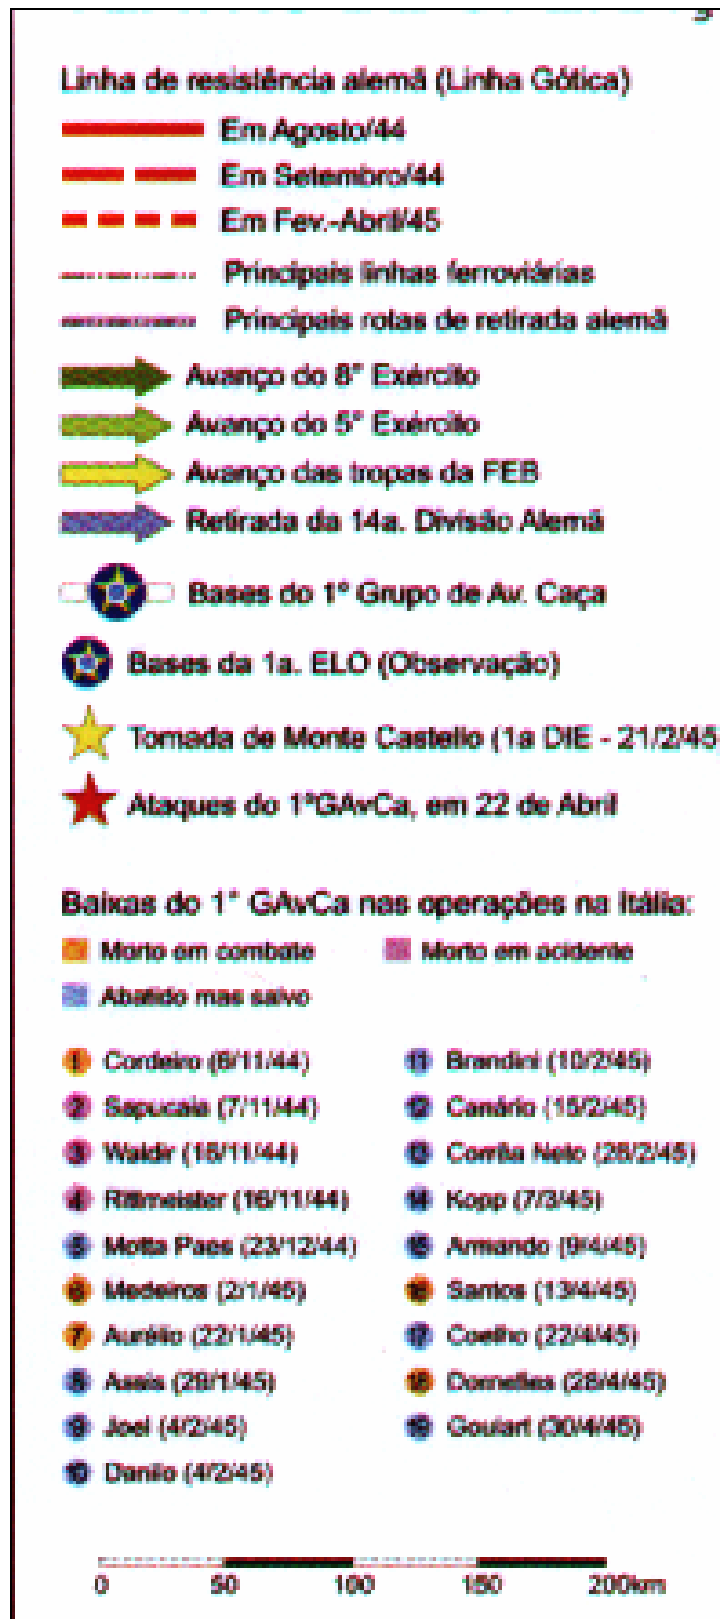 Linha de resistência alemã (Linha Gótica)
Em Agosto/44
Em Setembro/44
Em Fev.-Abril/45
Principais linhas ferroviárias
Principais rotas de retirada alemã
Avanço do 8° Exército
Avanço do 5° Exército
Avanço das tropas da FEB
Retirada da 14a. Divisão Alemã
Bases do 1º Grupo de Av. Caça
Bases da 1a. ELO (Observação)
Tomada de Monte Castello (1a DIE - 21/2/45
Ataques do 1ºGAvCa, em 22 de Abril
Baixas do 1° GAvCa nas operações na Itália:
Morto em combate
Morto em acidente
Abatido mas salvo
1 Cordeiro (6/11/44)
2 Sapucaia (7/11/44)
3 Waldir (16/11/44)
4 Rittmeister (16/11/44)
5 Motta Paes (23/12/44)
6 Medeiros (2/1/45)
7 Aurélio (22/1/45)
8 Assis (29/1/45)
9 Joel (4/2/45)
10 Danilo (4/2/45)
11 Brandini (10/2/45)
12 Canário (15/2/45)
13 Corrêa Neto (26/2/45)
14 Kopp (7/3/45)
15 Armando (9/4/45)
16 Santos (13/4/45)
17 Coelho (22/4/45)
18 Dornelles (26/4/45)
19 Goulart (30/4/45)
0 50 100 150 200km